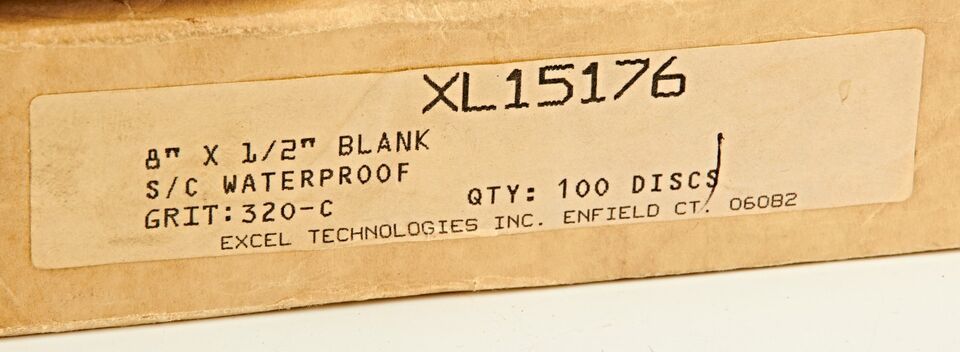 XL15176
8" X 1/2" BLANK
S/C WATERPROOF
GRIT:320-C QTY: 100 DISCS
EXCEL TECHNOLOGIES INC. ENFIELD CT. 06082